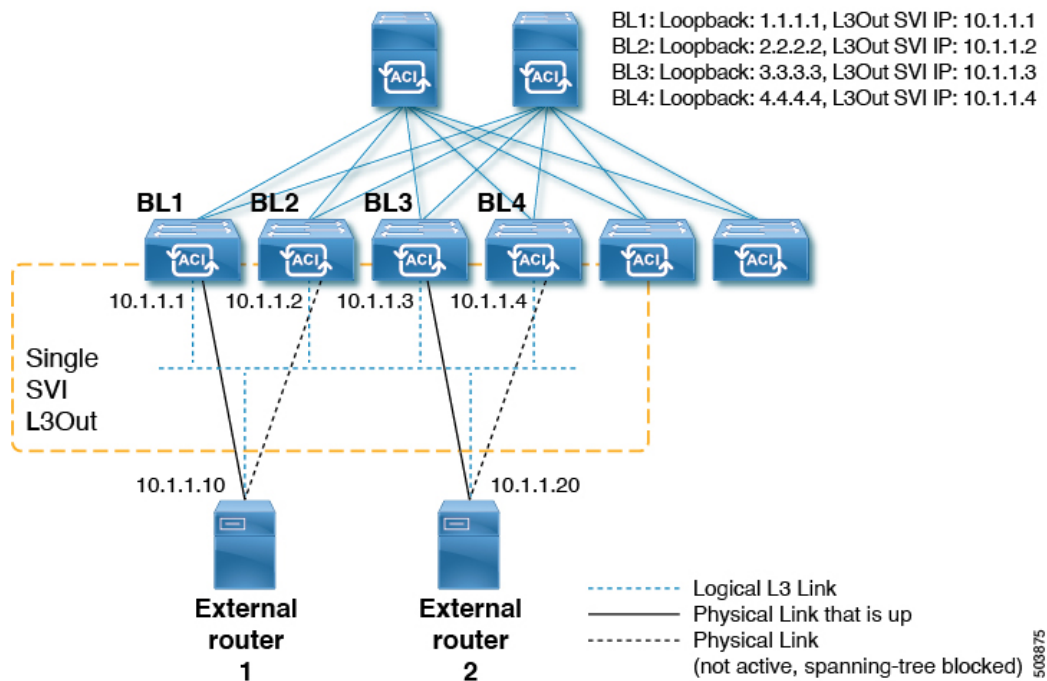 BL1: Loopback: 1.1.1.1, L3Out SVI IP: 10.1.1.1
BL2: Loopback: 2.2.2.2, L3Out SVI IP: 10.1.1.2
BL3: Loopback: 3.3.3.3, L3Out SVI IP: 10.1.1.3
BL4: Loopback: 4.4.4.4, L3Out SVI IP: 10.1.1.4
ACI
ACI
BL1
BL2
BL3
BL4
ACI
ACI
ACI
ACI
ACI
ACI
10.1.1.1
10.1.1.2
10.1.1.3
10.1.1.4
Single
SVI
L3Out
10.1.1.10
10.1.1.20
External
router
1
External
router
2
Logical L3 Link
Physical Link that is up
Physical Link
(not active, spanning-tree blocked)
503875